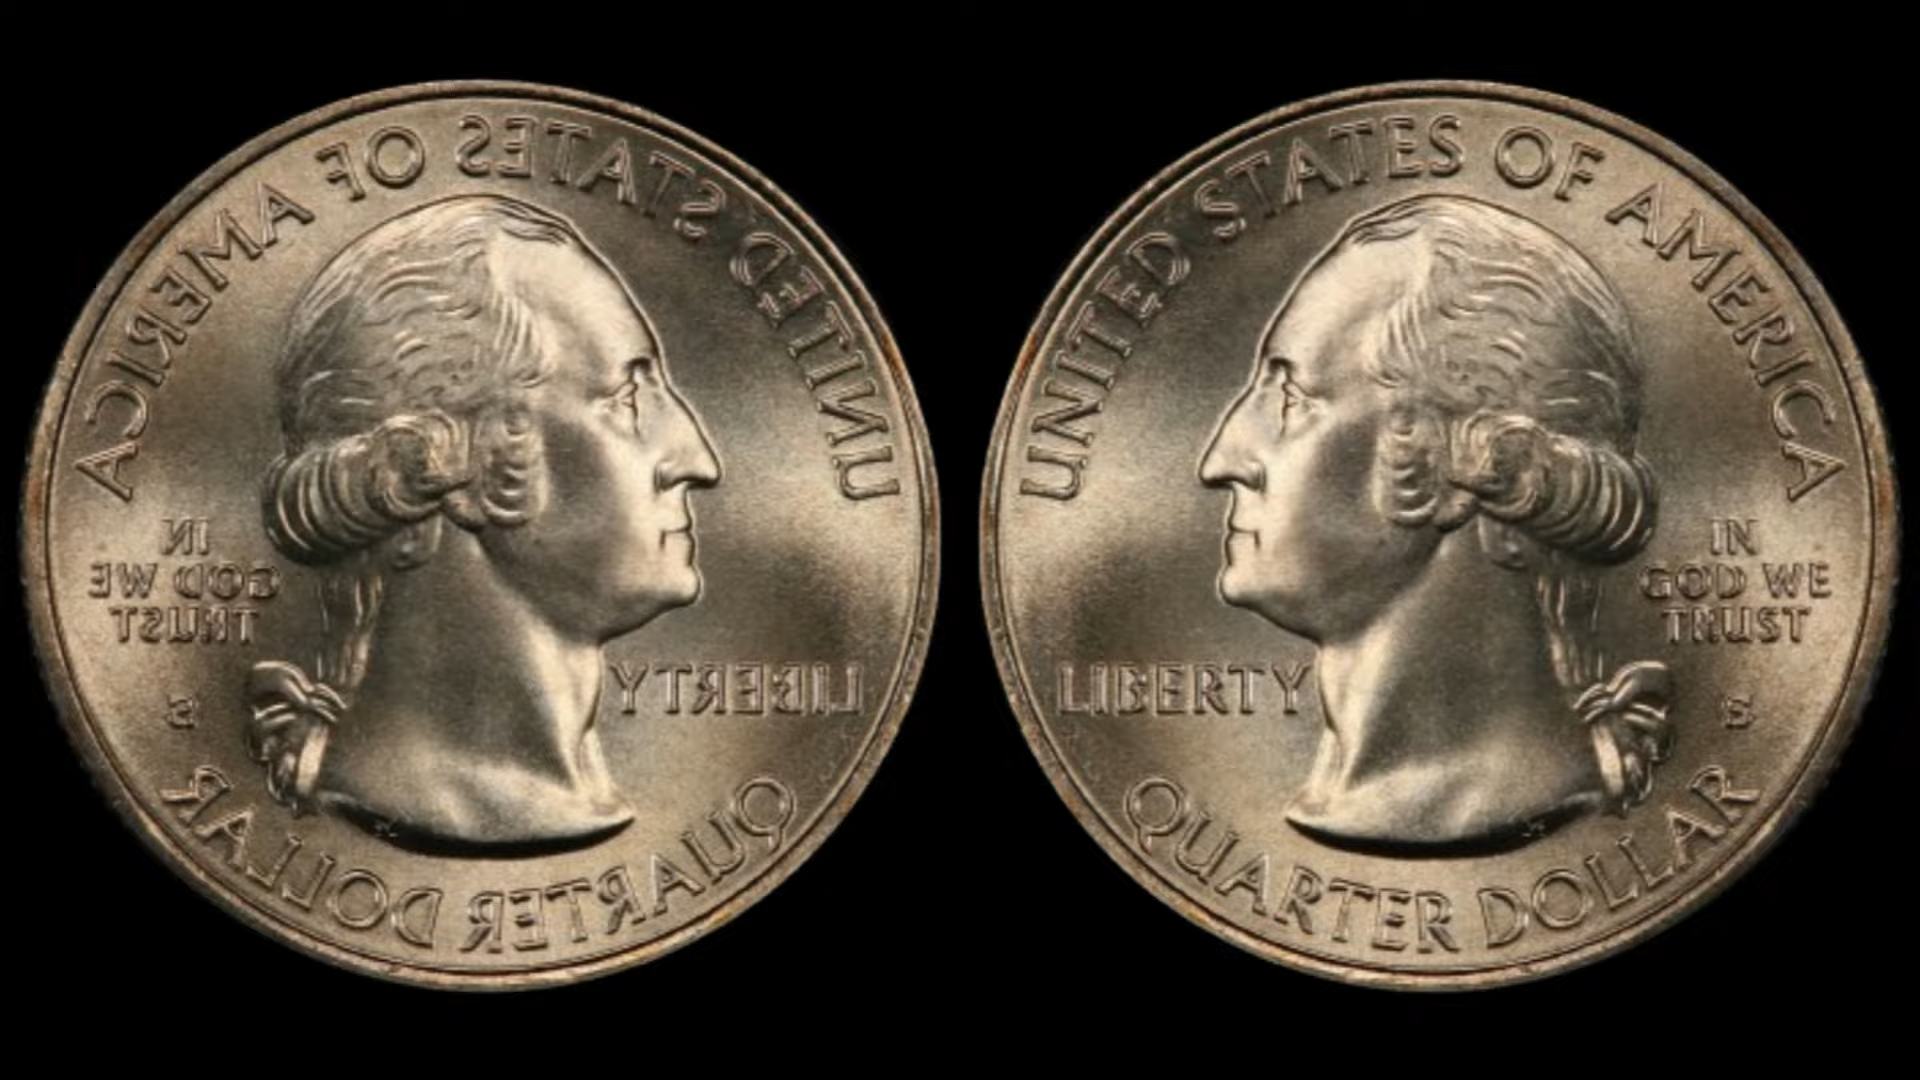 UNITED STATES OF AMERICA
IN
GOD WE
TRUST
LIBERTY
QUARTER DOLLAR
UNITED STATES OF AMERICA
LIBERTY
IN
GOD WE
TRUST
QUARTER DOLLAR